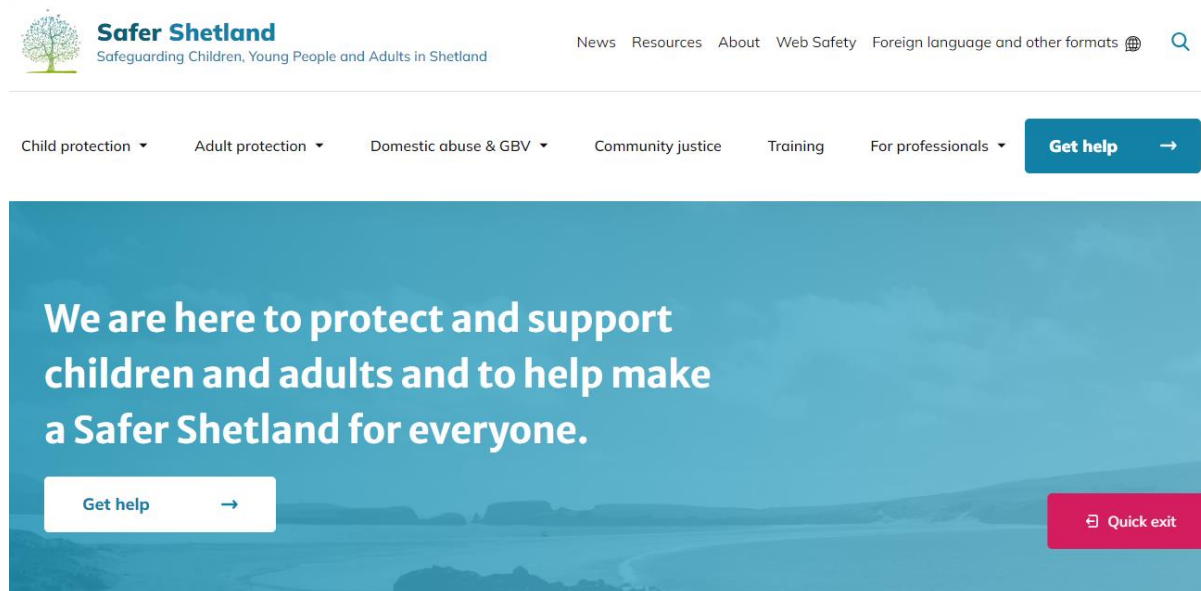 Safer Shetland
Safeguarding Children, Young People and Adults in Shetland
News Resources About Web Safety Foreign language and other formats
Child protection Adult protection Domestic abuse & GBV Community justice Training For professionals Get help →
We are here to protect and support
children and adults and to help make
a Safer Shetland for everyone.
Get help →
Quick exit